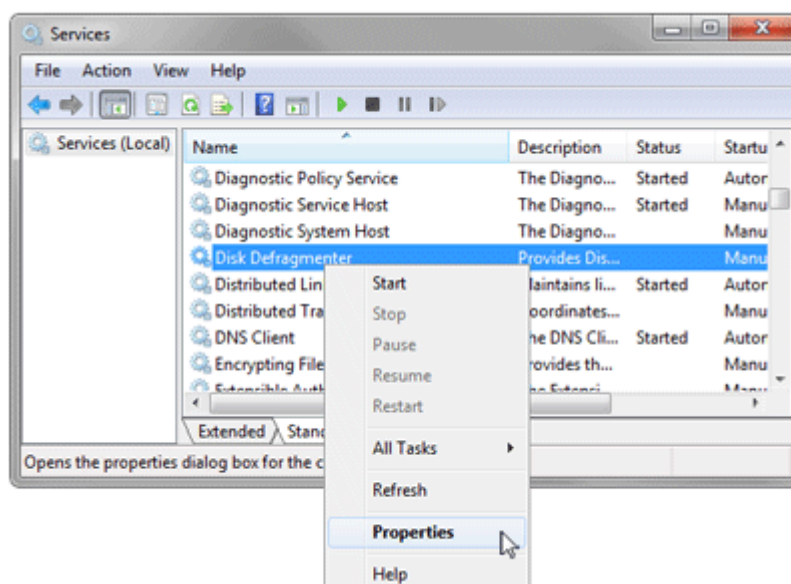 Services
File Action View Help
Services (Local)
Name Description Status Startu
Diagnostic Policy Service The Diagno... Started Autor
Diagnostic Service Host The Diagno... Started Manu
Diagnostic System Host The Diagno... Manu
Disk Defragmenter Provides Dis... Manu
Distributed Lin laintains li... Started Autor
Distributed Tra oordinates... Manu
DNS Client he DNS Cli... Started Autor
Encrypting File rovides th... Manu
Start
Stop
Pause
Resume
Restart
All Tasks
Refresh
Properties
Help
Extended Stand
Opens the properties dialog box for the c